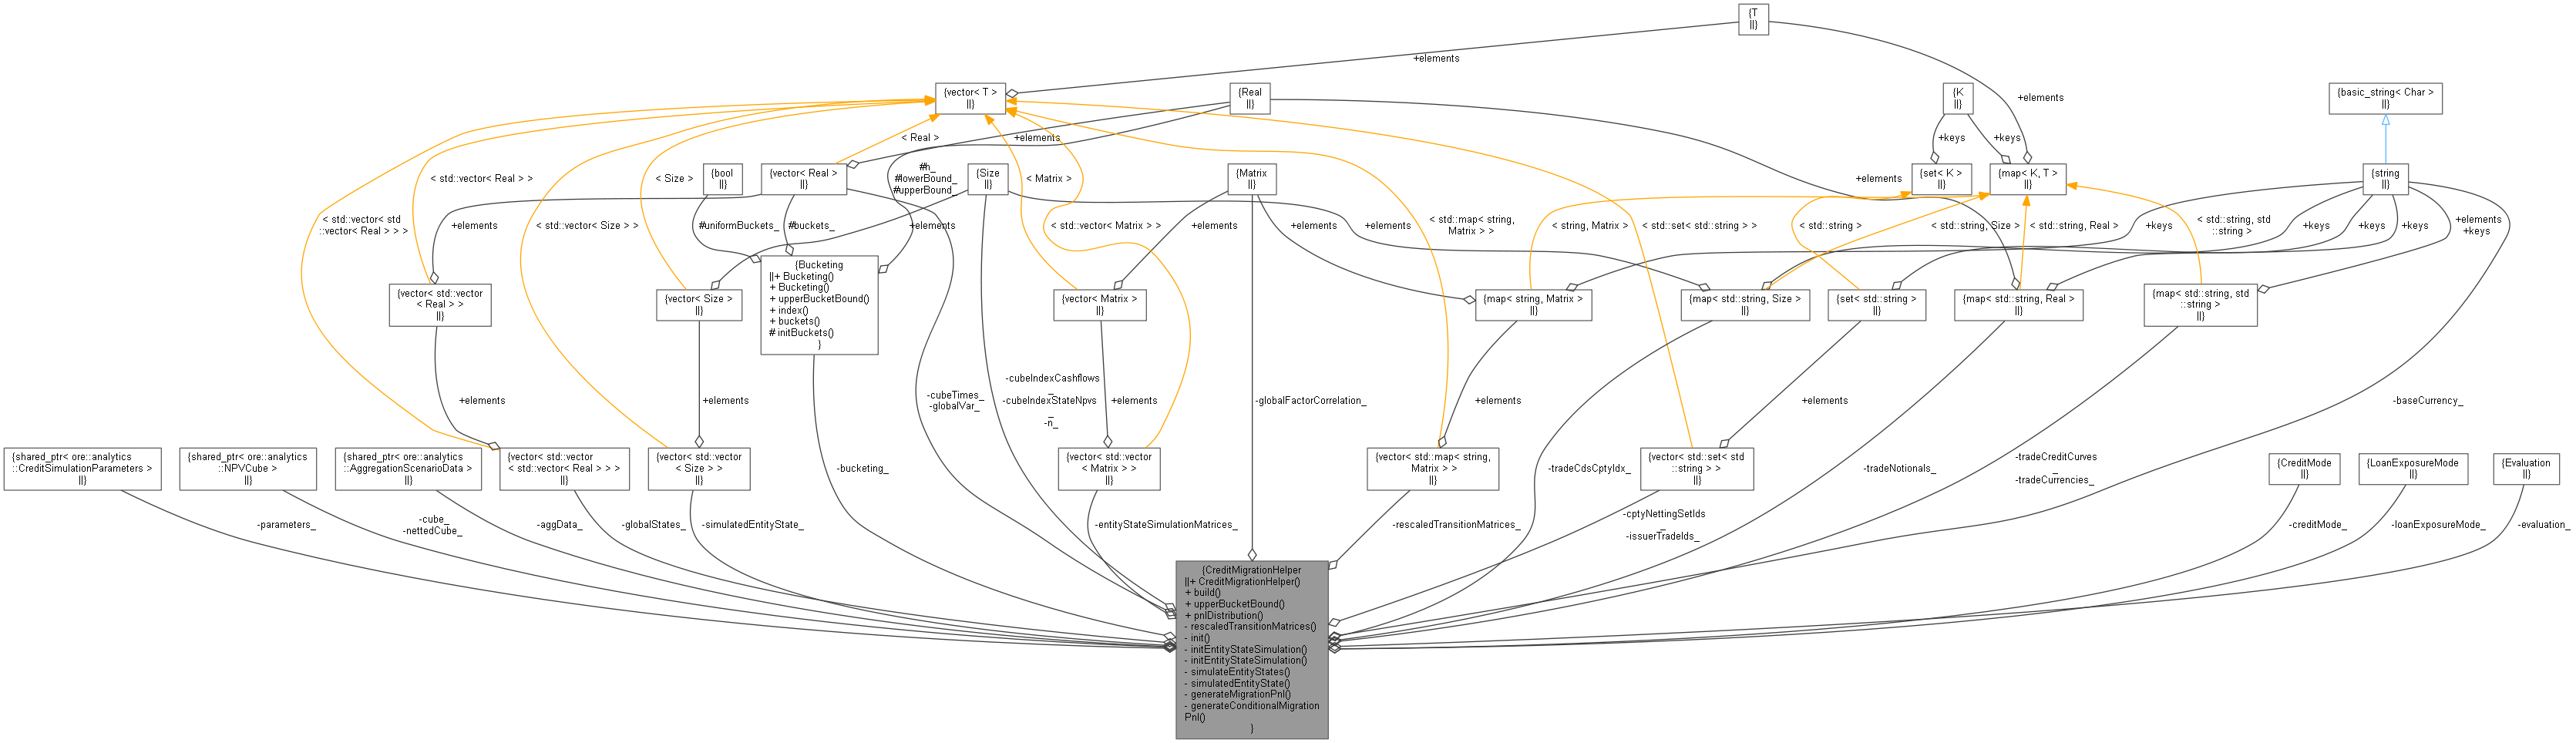 {T
||}
+elements
{vector< T >
||}
{Real
||}
{K
||}
{basic_string< Char >
||}
+elements
< Real >
+elements
+keys
+keys
{bool
||}
{vector< Real >
||}
#h_
#lowerBound_
#upperBound_
{Size
||}
{Matrix
||}
{set< K >
||}
{map< K, T >
||}
{string
||}
< std::vector< Real > >
< Size >
< Matrix >
+elements
< std::vector< std
::vector< Real > > >
+elements
< std::vector< Size > >
#uniformBuckets_
#buckets_
+elements
< std::vector< Matrix > >
+elements
+elements
+elements
< std::map< string,
Matrix > >
< string, Matrix >
< std::set< std::string > >
< std::string >
< std::string, Size >
< std::string, Real >
+keys
< std::string, std
::string >
+keys
+keys
+keys
+elements
+keys
{vector< std::vector
< Real > >
||}
{vector< Size >
||}
{Bucketing
||+ Bucketing()
+ Bucketing()
+ upperBucketBound()
+ index()
+ buckets()
# initBuckets()
}
{vector< Matrix >
||}
{map< string, Matrix >
||}
{map< std::string, Size >
||}
{set< std::string >
||}
{map< std::string, Real >
||}
{map< std::string, std
::string >
||}
+elements
+elements
-cubeTimes_
-globalVar_
-cubeIndexCashflows
_
-cubeIndexStateNpvs
_
-n_
+elements
-globalFactorCorrelation_
+elements
+elements
-baseCurrency_
{shared_ptr< ore::analytics
::CreditSimulationParameters >
||}
{shared_ptr< ore::analytics
::NPVCube >
||}
{shared_ptr< ore::analytics
::AggregationScenarioData >
||}
{vector< std::vector
< std::vector< Real > > >
||}
{vector< std::vector
< Size > >
||}
-bucketing_
{vector< std::vector
< Matrix > >
||}
{vector< std::map< string,
Matrix > >
||}
-tradeCdsCptyIdx_
{vector< std::set< std
::string > >
||}
-tradeNotionals_
-tradeCreditCurves
_
-tradeCurrencies_
{CreditMode
||}
{LoanExposureMode
||}
{Evaluation
||}
-parameters_
-cube_
-nettedCube_
-aggData_
-globalStates_
-simulatedEntityState_
-entityStateSimulationMatrices_
-rescaledTransitionMatrices_
-cptyNettingSetIds
_
-issuerTradeIds_
-creditMode_
-loanExposureMode_
-evaluation_
{CreditMigrationHelper
||+ CreditMigrationHelper()
+ build()
+ upperBucketBound()
+ pnlDistribution()
- rescaledTransitionMatrices()
- init()
- initEntityStateSimulation()
- initEntityStateSimulation()
- simulateEntityStates()
- simulatedEntityState()
- generateMigrationPnl()
- generateConditionalMigration
Pnl()
}